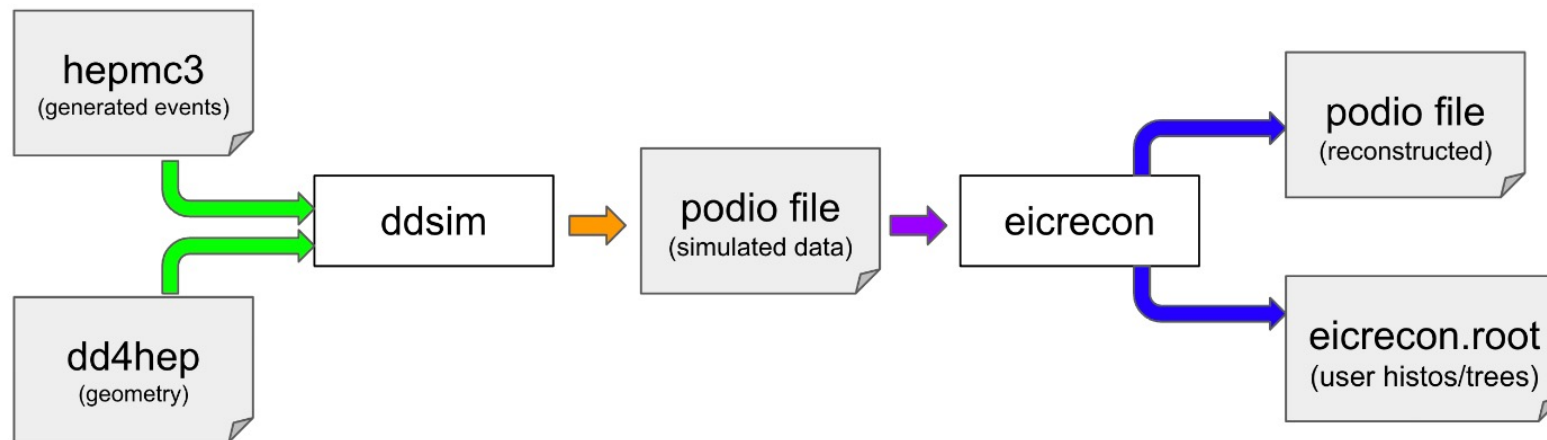 hepmc3
(generated events)
dd4hep
(geometry)
ddsim
podio file
(simulated data)
eicrecon
podio file
(reconstructed)
eicrecon.root
(user histos/trees)